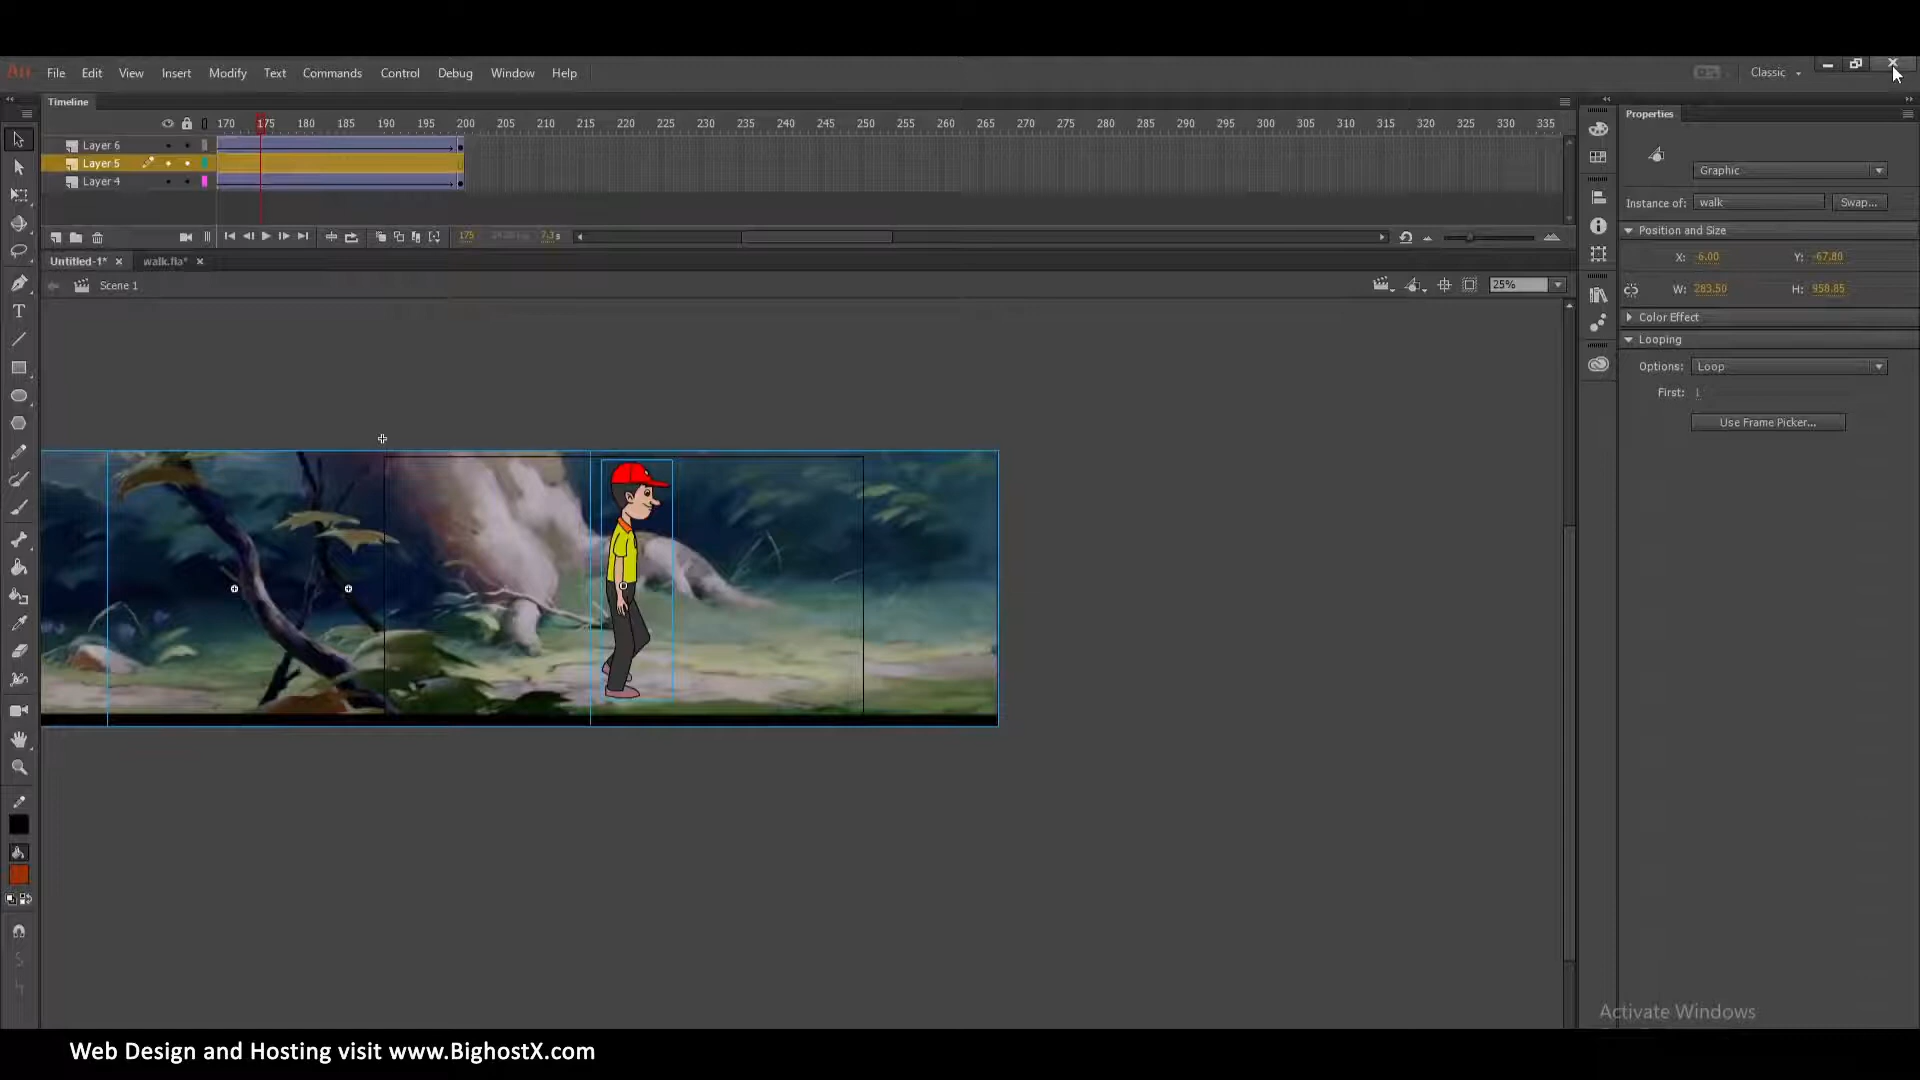 An File Edit View Insert Modify Text Commands Control Debug Window Help Classic
Timeline
170 175 180 185 190 195 200 205 210 215 220 225 230 235 240 245 250 255 260 265 270 275 280 285 290 295 300 305 310 315 320 325 330 335
Layer 6
Layer 5
Layer 4
175 7.3 s
Untitled-1* walk.fla*
Scene 1 25%
Properties
Graphic
Instance of: walk Swap...
Position and Size
X: -6.00 Y: -67.80
W: 283.50 H: 958.85
Color Effect
Looping
Options: Loop
First: 1
Use Frame Picker...
Activate Windows
Web Design and Hosting visit www.BighostX.com